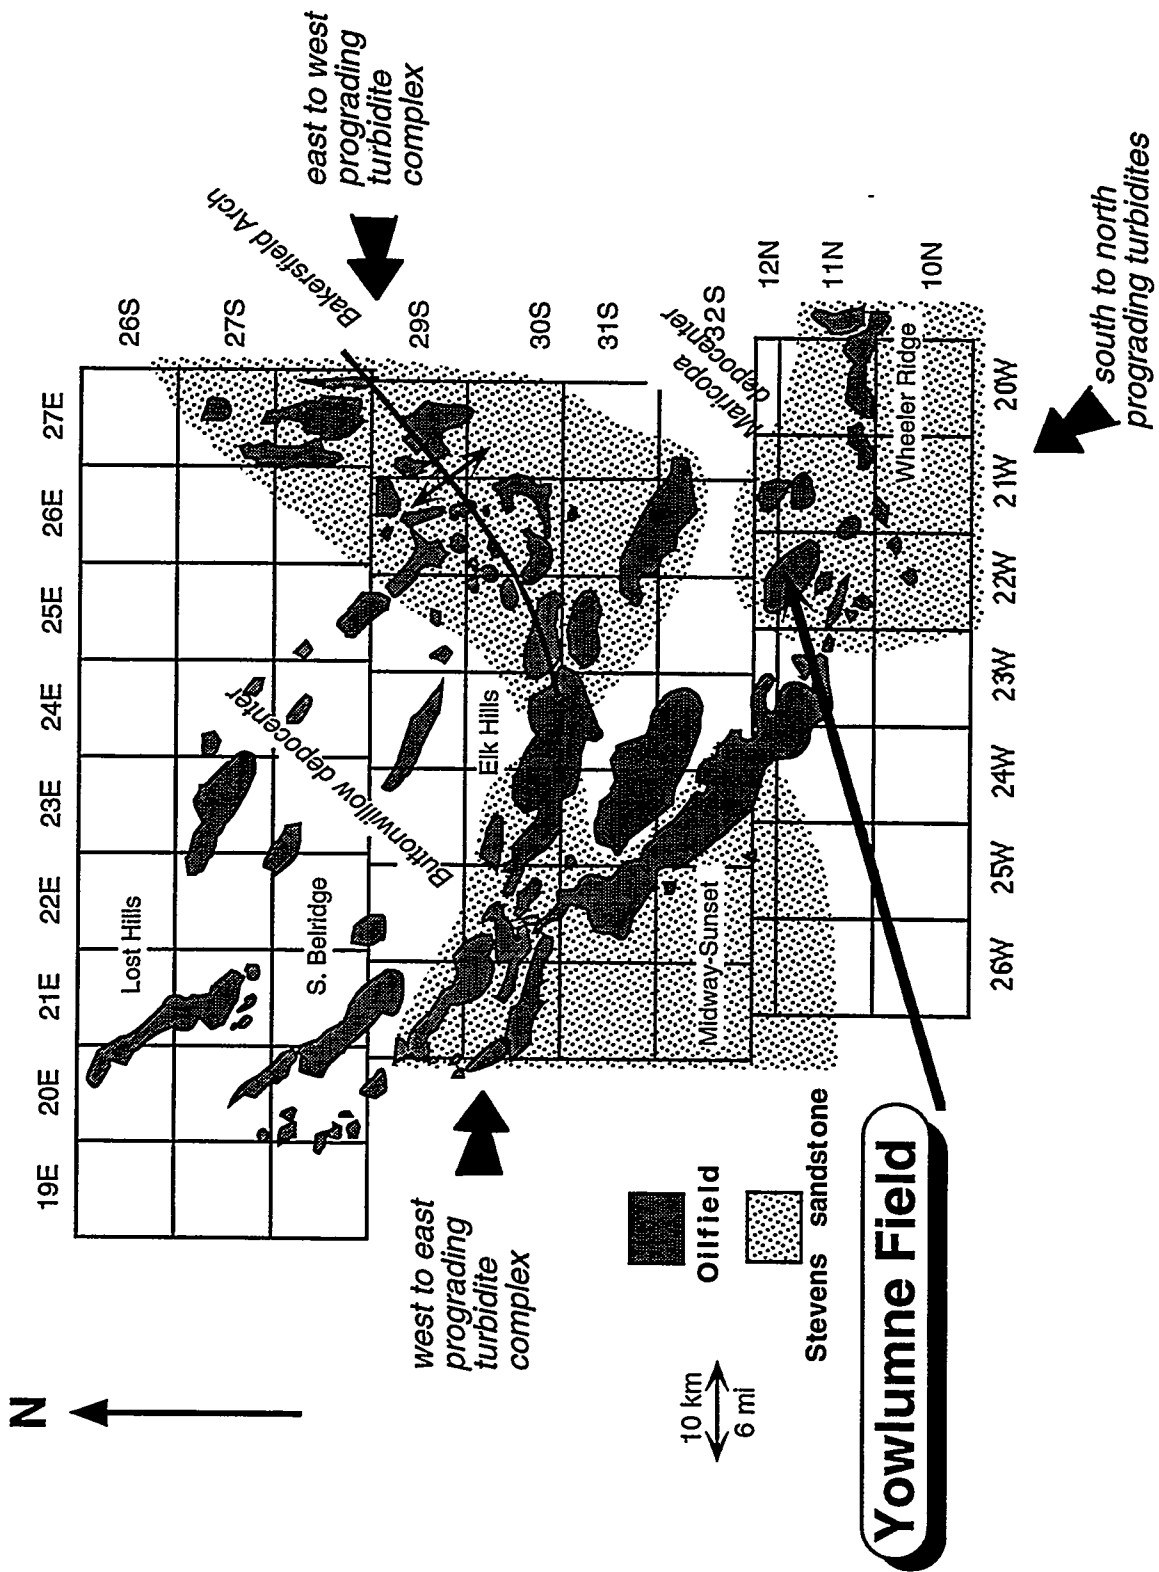 N
19E
20E
21E
22E
23E
24E
25E
26E
27E
26S
27S
29S
30S
31S
32S
12N
11N
10N
26W
25W
24W
23W
22W
21W
20W
Lost Hills
S. Belridge
Buttonwillow depocenter
Elk Hills
Midway-Sunset
Bakersfield Arch
Maricopa
depocenter
Wheeler Ridge
east to west
prograding
turbidite
complex
west to east
prograding
turbidite
complex
south to north
prograding turbidites
10 km
6 mi
Oilfield
Stevens sandstone
Yowlumne Field